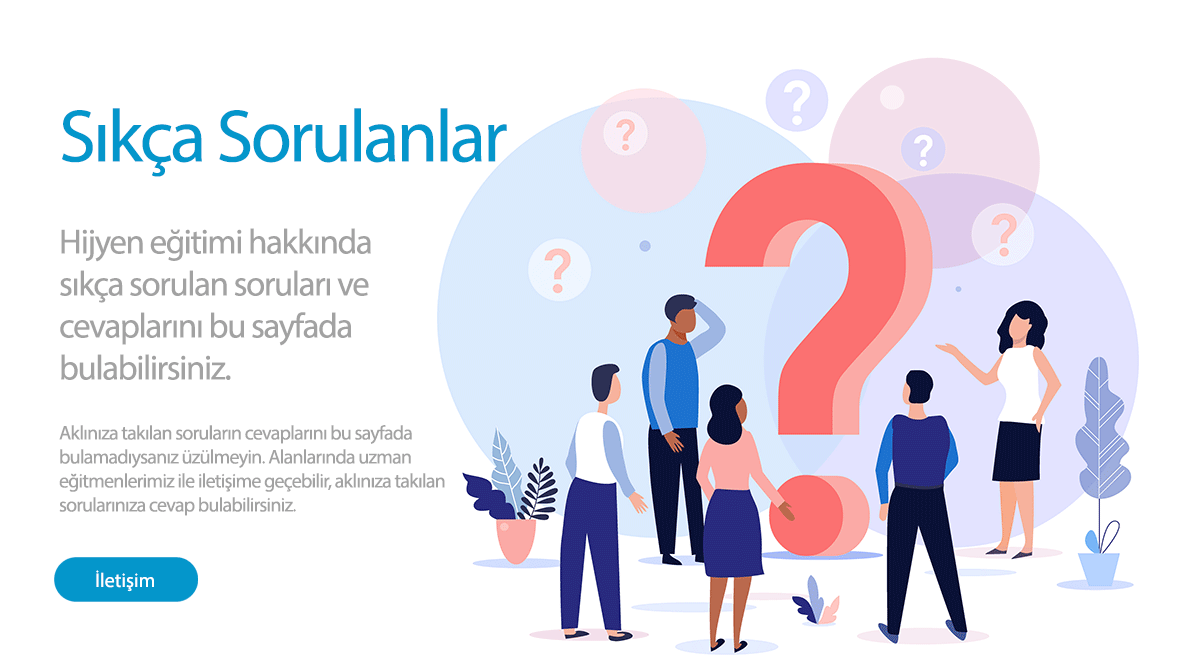 Sıkça Sorulanlar
Hijyen eğitimi hakkında
sıkça sorulan soruları ve
cevaplarını bu sayfada
bulabilirsiniz.
Aklınıza takılan soruların cevaplarını bu sayfada
bulamadıysanız üzülmeyin. Alanlarında uzman
eğitmenlerimiz ile iletişime geçebilir, aklınıza takılan
sorularınıza cevap bulabilirsiniz.
İletişim